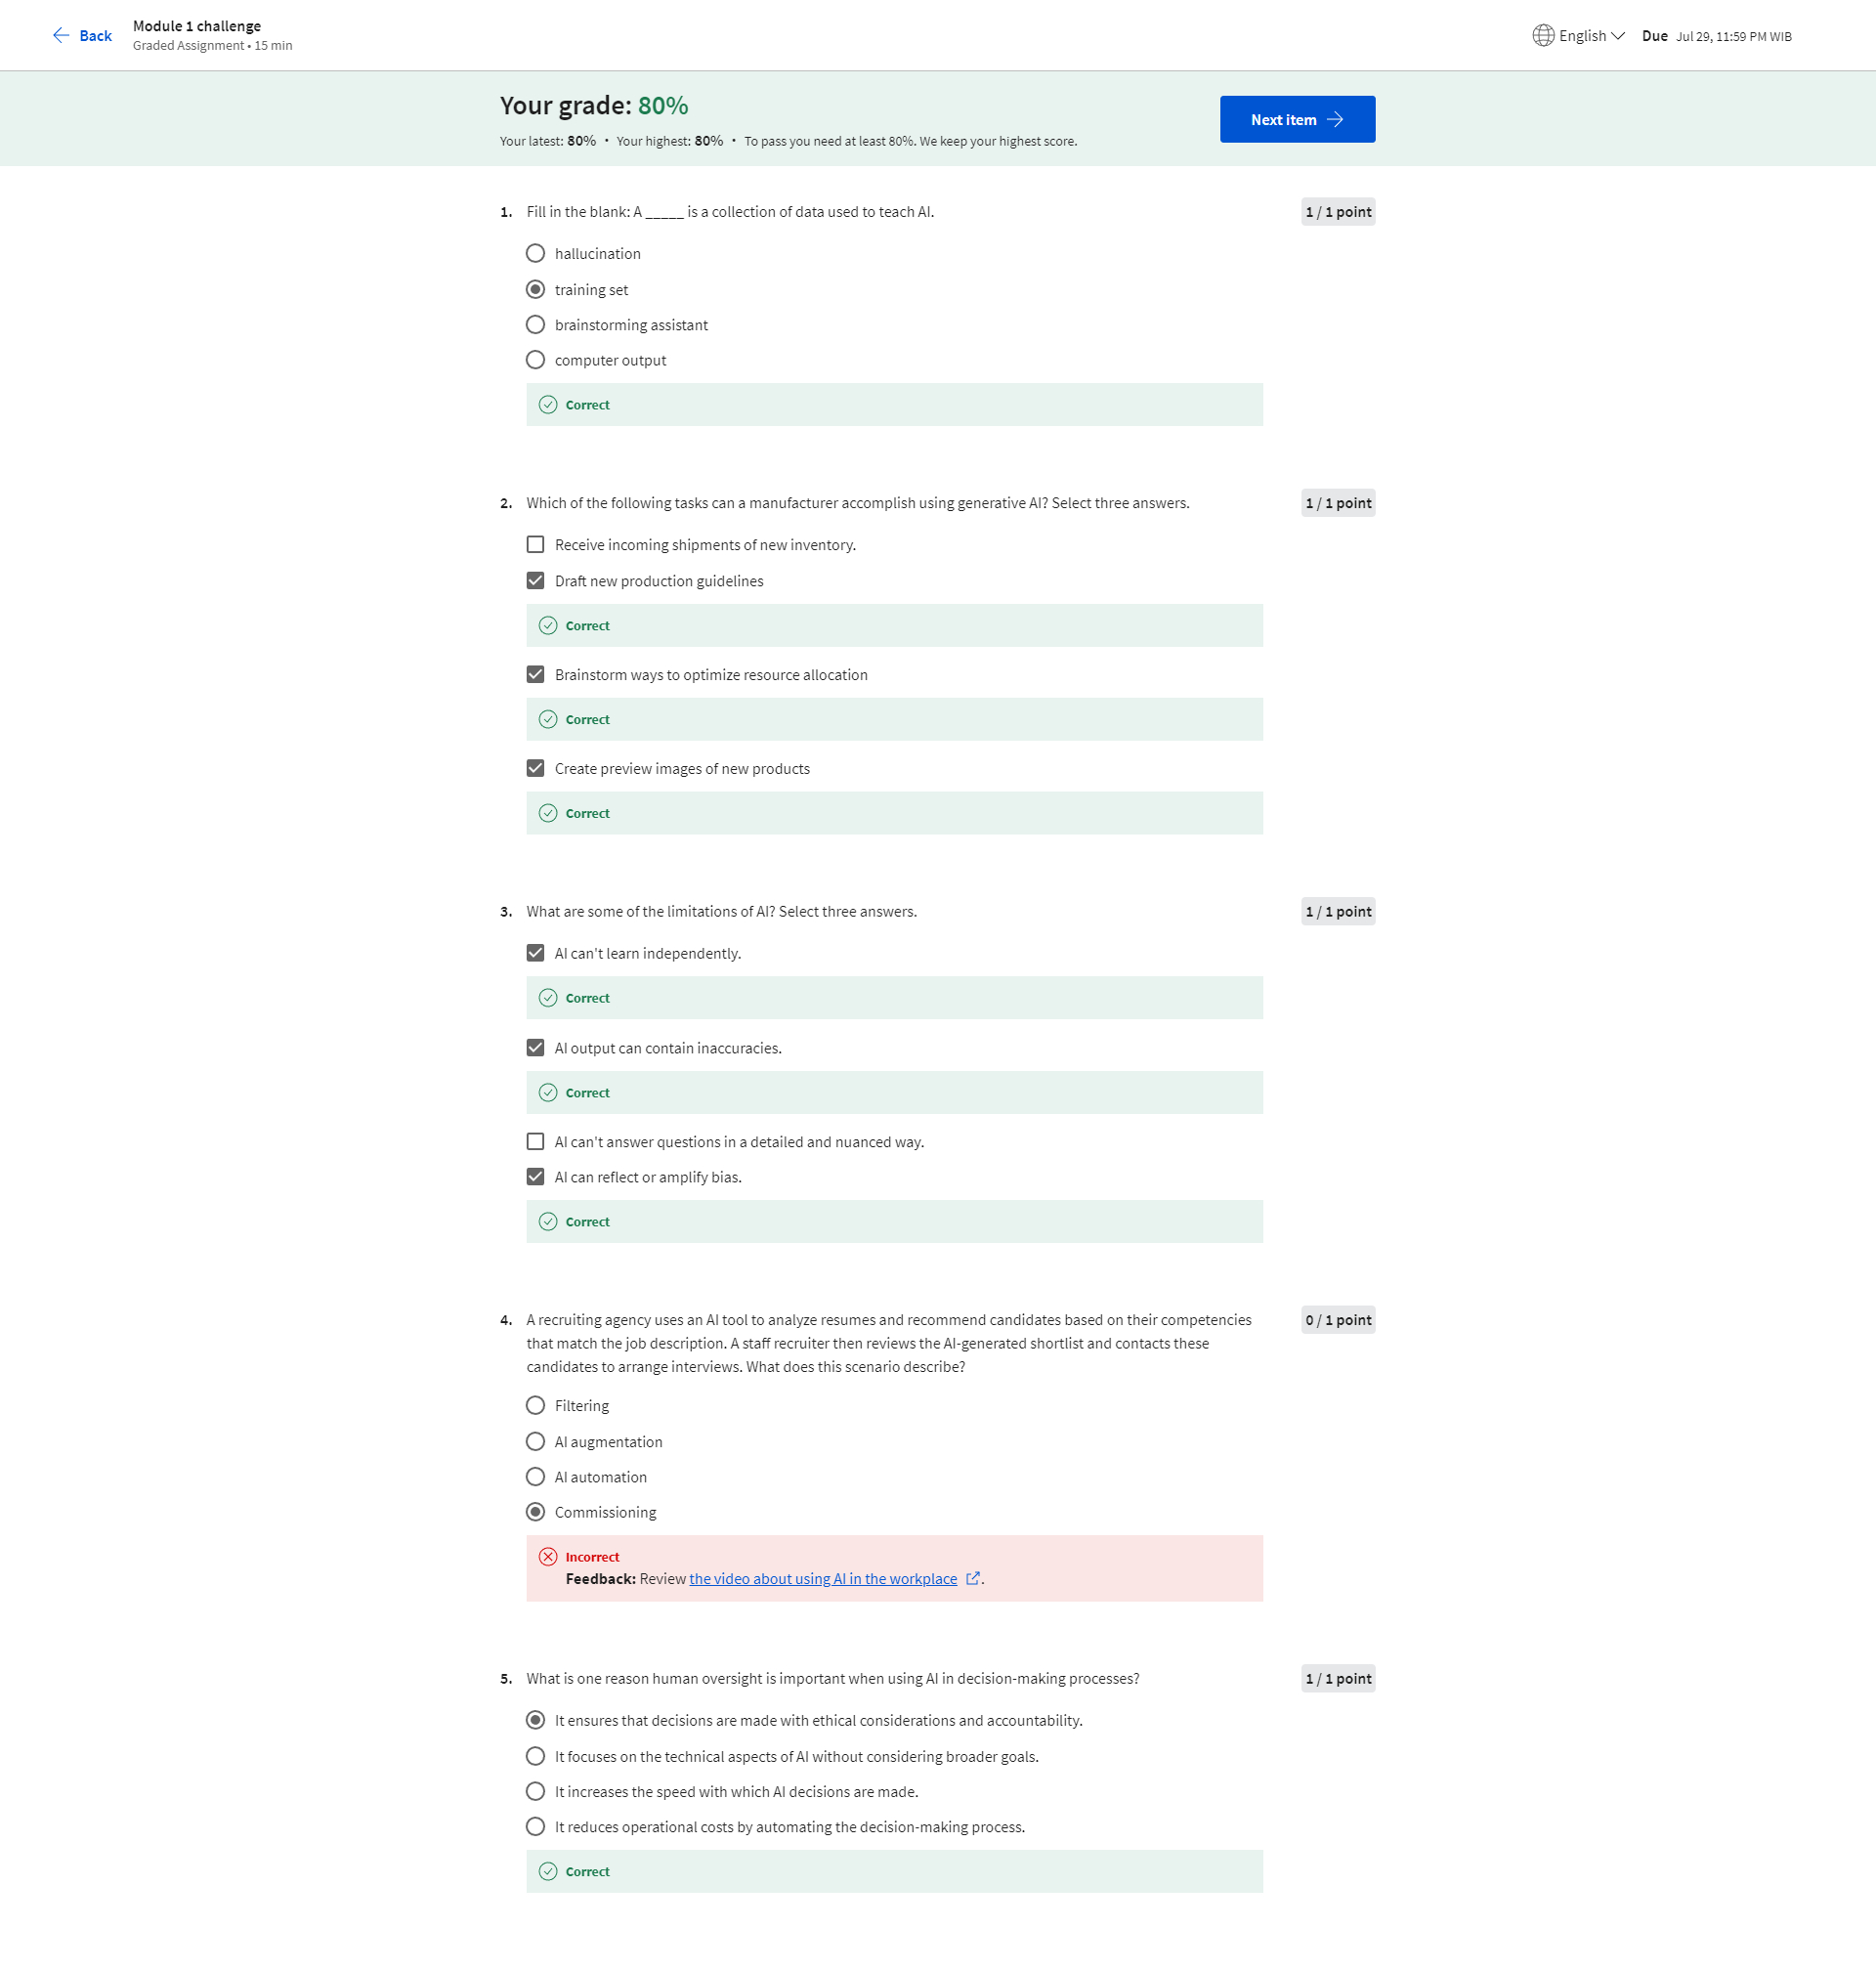 Back
Module 1 challenge
Graded Assignment • 15 min
English
Due Jul 29, 11:59 PM WIB
Your grade: 80%
Your latest: 80% • Your highest: 80% • To pass you need at least 80%. We keep your highest score.
Next item
1. Fill in the blank: A _____ is a collection of data used to teach AI.
1 / 1 point
hallucination
training set
brainstorming assistant
computer output
Correct
2. Which of the following tasks can a manufacturer accomplish using generative AI? Select three answers.
1 / 1 point
Receive incoming shipments of new inventory.
Draft new production guidelines
Correct
Brainstorm ways to optimize resource allocation
Correct
Create preview images of new products
Correct
3. What are some of the limitations of AI? Select three answers.
1 / 1 point
AI can't learn independently.
Correct
AI output can contain inaccuracies.
Correct
AI can't answer questions in a detailed and nuanced way.
AI can reflect or amplify bias.
Correct
4. A recruiting agency uses an AI tool to analyze resumes and recommend candidates based on their competencies
0 / 1 point
that match the job description. A staff recruiter then reviews the AI-generated shortlist and contacts these
candidates to arrange interviews. What does this scenario describe?
Filtering
AI augmentation
AI automation
Commissioning
Incorrect
Feedback: Review the video about using AI in the workplace .
5. What is one reason human oversight is important when using AI in decision-making processes?
1 / 1 point
It ensures that decisions are made with ethical considerations and accountability.
It focuses on the technical aspects of AI without considering broader goals.
It increases the speed with which AI decisions are made.
It reduces operational costs by automating the decision-making process.
Correct